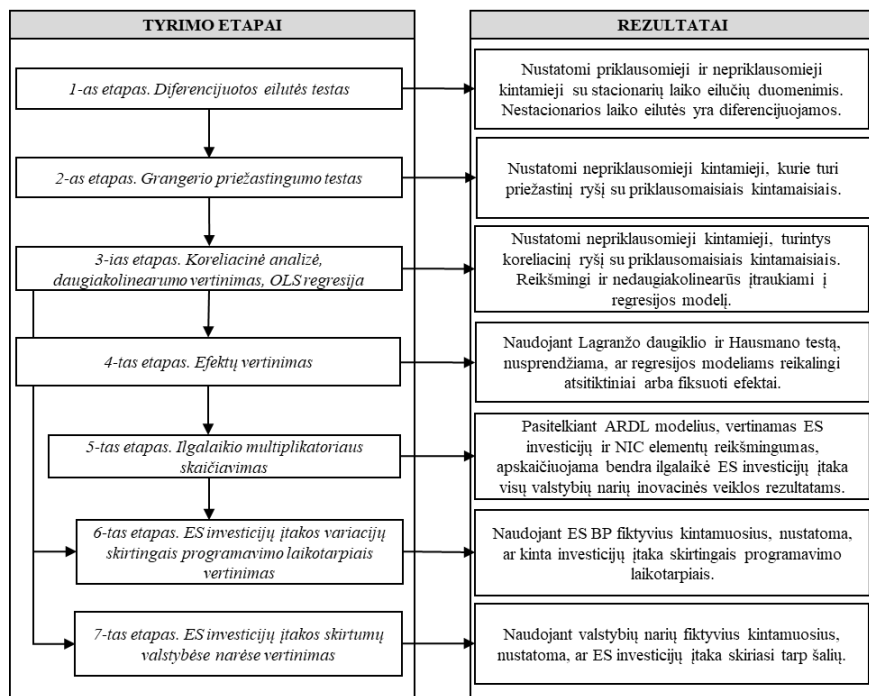 TYRIMO ETAPAI
REZULTATAI
1-as etapas. Diferencijuotos eilutės testas
Nustatomi priklausomieji ir nepriklausomieji
kintamieji su stacionarių laiko eilučių duomenimis.
Nestacionarios laiko eilutės yra diferencijuojamos.
2-as etapas. Grangerio priežastingumo testas
Nustatomi nepriklausomieji kintamieji, kurie turi
priežastinį ryšį su priklausomaisiais kintamaisiais.
3-ias etapas. Koreliacinė analizė,
daugiakolinearumo vertinimas, OLS regresija
Nustatomi nepriklausomieji kintamieji, turintys
koreliacinį ryšį su priklausomaisiais kintamaisiais.
Reikšmingi ir nedaugiakolinearūs įtraukiami į
regresijos modelį.
4-tas etapas. Efektų vertinimas
Naudojant Lagranžo daugiklio ir Hausmano testą,
nusprendžiama, ar regresijos modeliams reikalingi
atsitiktiniai arba fiksuoti efektai.
5-tas etapas. Ilgalaikio multiplikatoriaus
skaičiavimas
Pasitelkiant ARDL modelius, vertinamas ES
investicijų ir NIC elementų reikšmingumas,
apskaičiuojama bendra ilgalaikė ES investicijų įtaka
visų valstybių narių inovacinės veiklos rezultatams.
6-tas etapas. ES investicijų įtakos variacijų
skirtingais programavimo laikotarpiais
vertinimas
Naudojant ES BP fiktyvius kintamuosius, nustatoma,
ar kinta investicijų įtaka skirtingais programavimo
laikotarpiais.
7-tas etapas. ES investicijų įtakos skirtumų
valstybėse narėse vertinimas
Naudojant valstybių narių fiktyvius kintamuosius,
nustatoma, ar ES investicijų įtaka skiriasi tarp šalių.